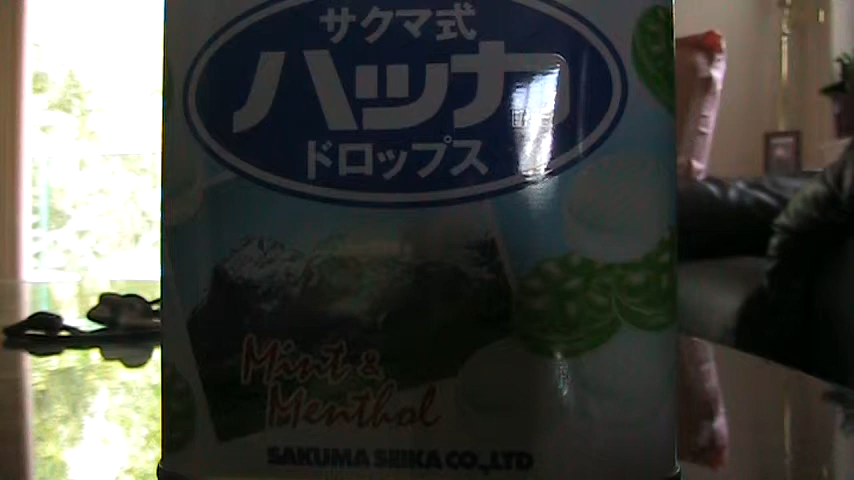 サクマ式
ハッカ
ドロップス
Mint &
Menthol
SAKUMA SEIKA CO.,LTD